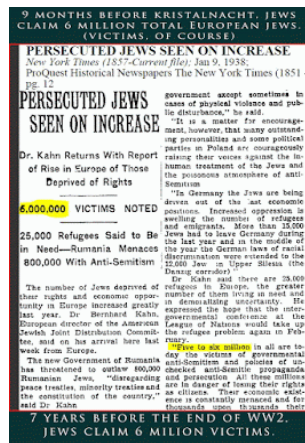 9 MONTHS BEFORE KRISTALNACHT, JEWS
CLAIM 6 MILLION TOTAL EUROPEAN JEWS.
(VICTIMS, OF COURSE)
PERSECUTED JEWS SEEN ON INCREASE
New York Times (1857-Current file); Jan 9, 1938;
ProQuest Historical Newspapers The New York Times (1851 -
pg. 12
PERSECUTED JEWS
SEEN ON INCREASE
Dr. Kahn Returns With Report
of Rise in Europe of Those
Deprived of Rights
6,000,000 VICTIMS NOTED
25,000 Refugees Said to Be
in Need—Rumania Menaces
800,000 With Anti-Semitism
The number of Jews deprived of
their rights and economic oppor-
tunity in Europe increased greatly
last year. Dr. Bernhard Kahn,
European director of the American
Jewish Joint Distribution Commit-
tee, said on his arrival here last
week from Europe.
The new Government of Rumania
has threatened to outlaw 800,000
Rumanian Jews, "disregarding
peace treaties, minority treaties and
the constitution of the country,"
said Dr Kahn
government except sometimes in
cases of physical violence and pub-
lic disturbance," he said.
"It is a matter for encourage-
ment, however, that many outstand-
ing personalities and some political
parties in Poland are courageously
raising their voices against the in-
human treatment of the Jews and
the poisonous atmosphere of anti-
Semitism
"In Germany the Jews are being
driven out of the last economic
positions. Increased oppression is
swelling the number of refugees
and emigrants. More than 15,000
Jews had to leave Germany during
the last year and in the middle of
the year the German laws of racial
discrimination were extended to the
12,000 Jews in Upper Silesia (the
Danzig corridor)"
Dr Kahn said there are 25,000
refugees in Europe, the greater
number of them living in need and
in demoralizing uncertainty. He
expressed the hope that the inter-
governmental conference at the
League of Nations would take up
the refugee problem again in Feb-
ruary.
"Five to six million in all are to-
day the victims of governmental
anti-Semitism and policies of un-
checked anti-Semitic propaganda
and persecution. All these millions
are in danger of losing their rights
as citizens. Their economic exist-
ence is constantly menaced and for
thousands upon thousands their
7 YEARS BEFORE THE END OF WW2,
JEWS CLAIM 6 MILLION VICTIMS.